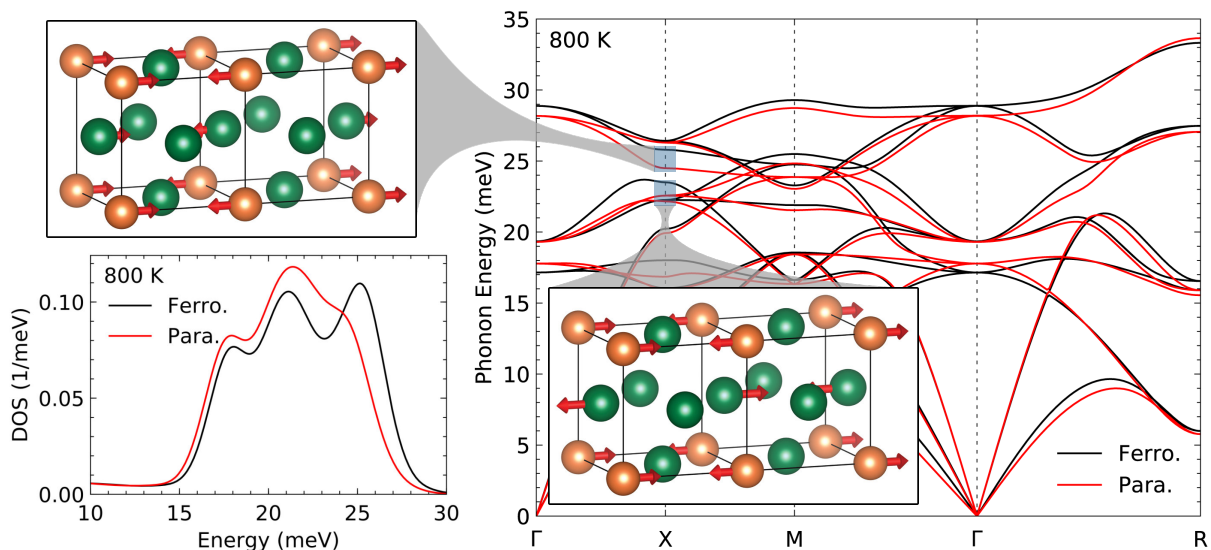 800 K
Ferro.
Para.
0.10
0.05
0.00
DOS (1/meV)
10
15
20
25
30
Energy (meV)
800 K
35
30
25
20
15
10
5
0
Phonon Energy (meV)
Ferro.
Para.
Γ
X
M
Γ
R